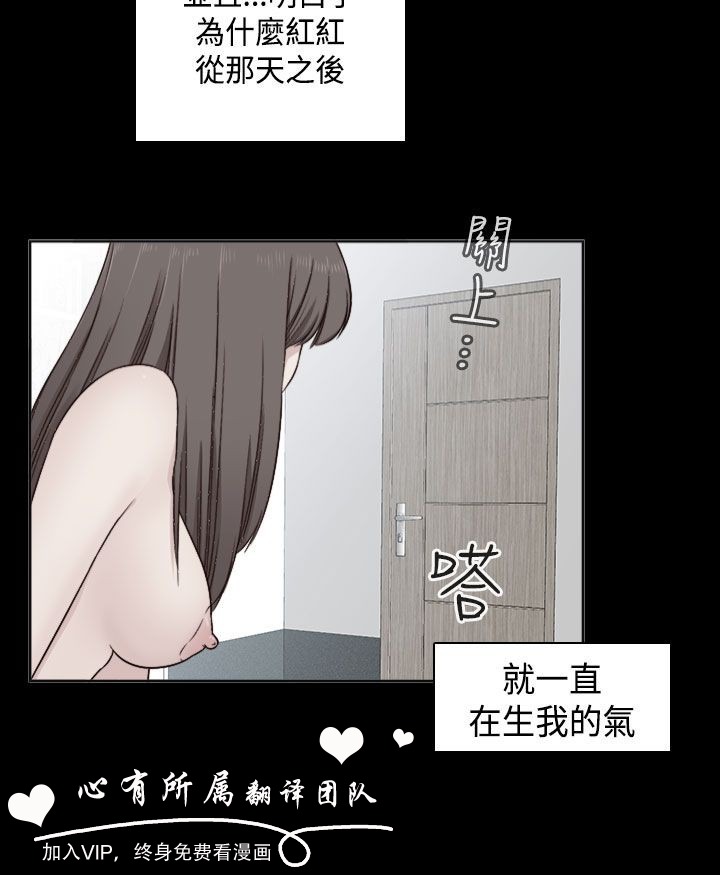 為什麼紅紅
從那天之後
關上...
嗒
就一直
在生我的氣
心有所属翻译团队
加入VIP，终身免费看漫画